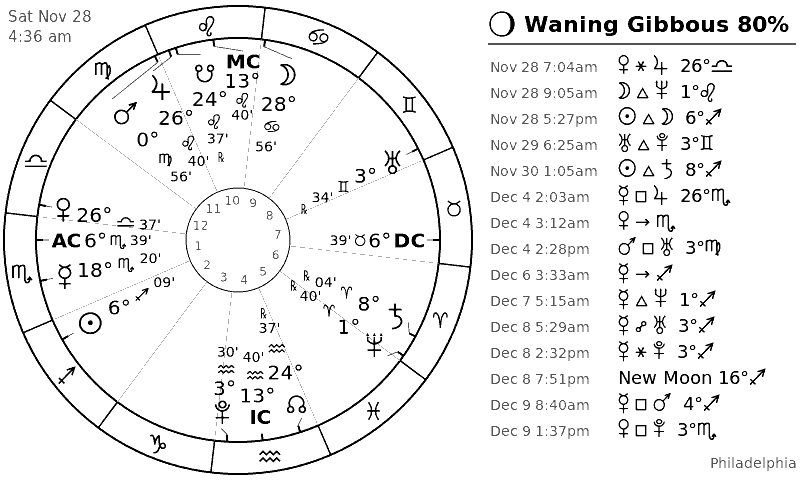 Sat Nov 28
4:36 am
☽ Waning Gibbous 80%
Nov 28 7:04am ♀ ⚹ ♃ 26°♎
Nov 28 9:05am ☽ △ ♆ 1°♌
Nov 28 5:27pm ☉ △ ☽ 6°♐
Nov 29 6:25am ♅ △ ♇ 3°♊
Nov 30 1:05am ☉ △ ♄ 8°♐
Dec 4 2:03am ☿ □ ♃ 26°♏
Dec 4 3:12am ♀ → ♏
Dec 4 2:28pm ♂ □ ♅ 3°♍
Dec 6 3:33am ☿ → ♐
Dec 7 5:15am ☿ △ ♆ 1°♐
Dec 8 5:29am ☿ ☍ ♅ 3°♐
Dec 8 2:32pm ☿ ⚹ ♇ 3°♐
Dec 8 7:51pm New Moon 16°♐
Dec 9 8:40am ☿ □ ♂ 4°♐
Dec 9 1:37pm ♀ □ ♇ 3°♏
Philadelphia
♌
♋
♊
♉
♈
♓
♒
♑
♐
♏
♎
♍
MC
13°
♌
40'
☽ 28° ♋ 56'
☋ 24° ♌ 37' ℞
♃ 26° ♌ 40'
♂ 0° ♍ 56'
♅ 3° ♊ 34' ℞
♀ 26° ♎ 37'
AC 6° ♏ 39'
39' ♉ 6° DC
☿ 18° ♏ 20'
☉ 6° ♐ 09'
♄ 8° ♈ 04' ℞
♆ 1° ♈ 40' ℞
♇ 3° ♒ 30'
40' ♒ 13° IC
☊ 24° ♒ 37' ℞
1
2
3
4
5
6
7
8
9
10
11
12